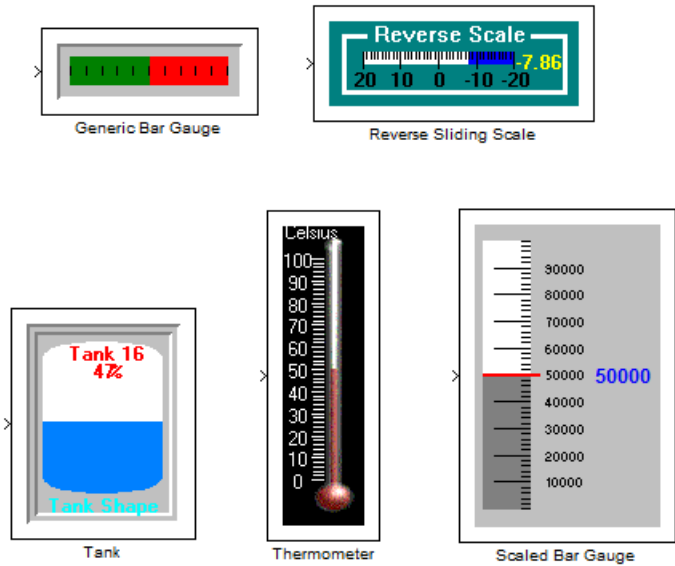 Reverse Scale
-7.86
20 10 0 -10 -20
Generic Bar Gauge
Reverse Sliding Scale
Tank 16
47%
Tank Shape
Tank
Celsius
100
90
80
70
60
50
40
30
20
10
0
Thermometer
90000
80000
70000
60000
50000 50000
40000
30000
20000
10000
Scaled Bar Gauge